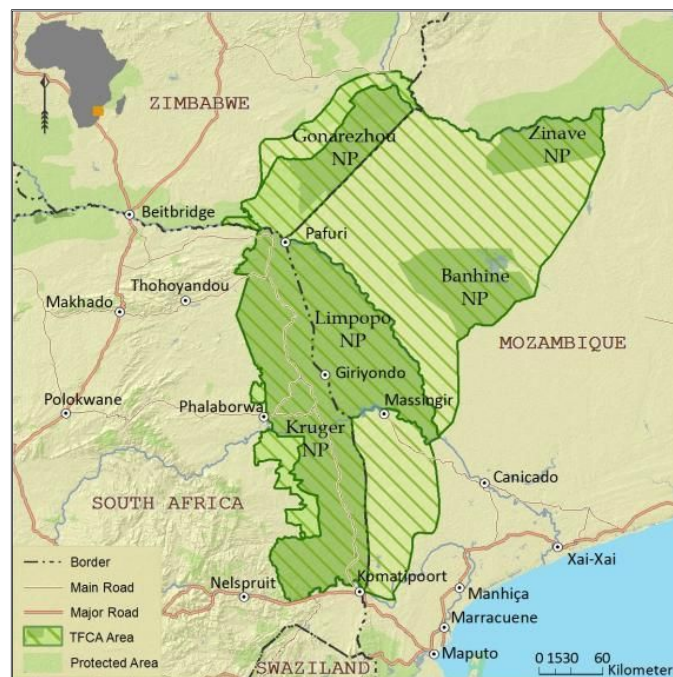 ZIMBABWE
Gonarezhou
NP
Zinave
NP
Beitbridge
Pafuri
Thohoyandou
Banhine
NP
Makhado
Limpopo
NP
MOZAMBIQUE
Giriyondo
Polokwane
Phalaborwa
Massingir
Kruger
NP
Canicado
SOUTH AFRICA
Xai-Xai
Border
Main Road
Major Road
TFCA Area
Protected Area
Nelspruit
Komatipoort
Manhiça
Marracuene
SWAZILAND
Maputo
0 1530 60
Kilometer